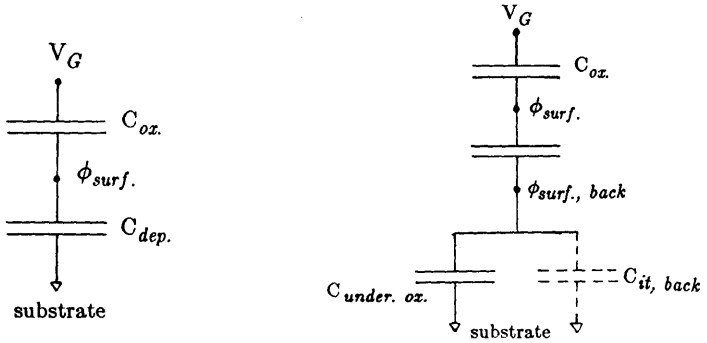 V_G
C_ox.
ϕ_surf.
C_dep.
substrate
V_G
C_ox.
ϕ_surf.
ϕ_surf., back
C_under. ox.
C_it, back
substrate